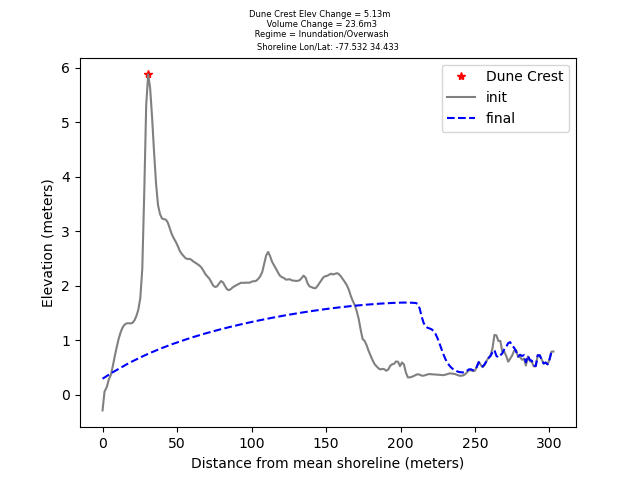 Dune Crest Elev Change = 5.13m
Volume Change = 23.6m3
Regime = Inundation/Overwash
Shoreline Lon/Lat: -77.532 34.433
Dune Crest
init
final
Elevation (meters)
6
5
4
3
2
1
0
0 50 100 150 200 250 300
Distance from mean shoreline (meters)